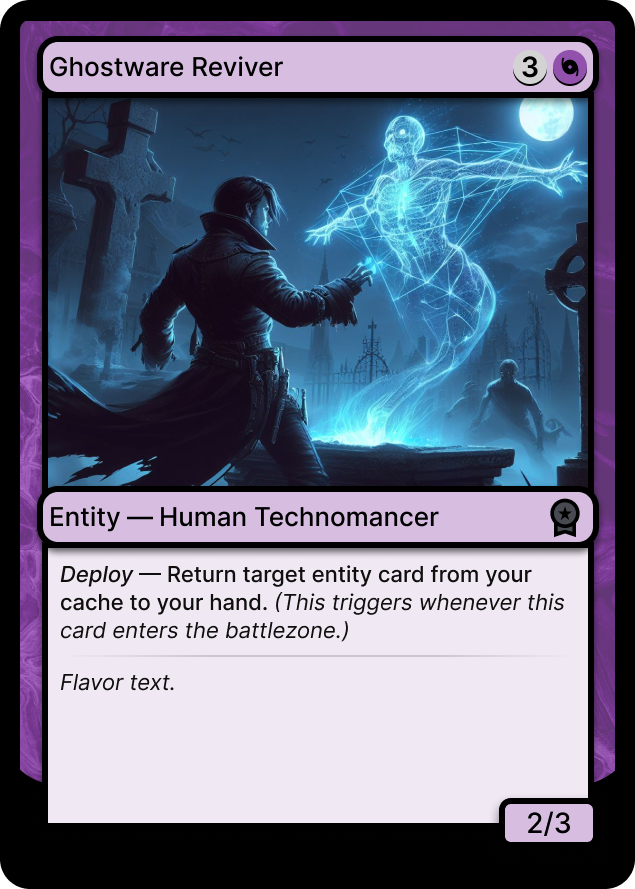 Ghostware Reviver 3
Entity — Human Technomancer
Deploy — Return target entity card from your
cache to your hand. (This triggers whenever this
card enters the battlezone.)
Flavor text.
2/3